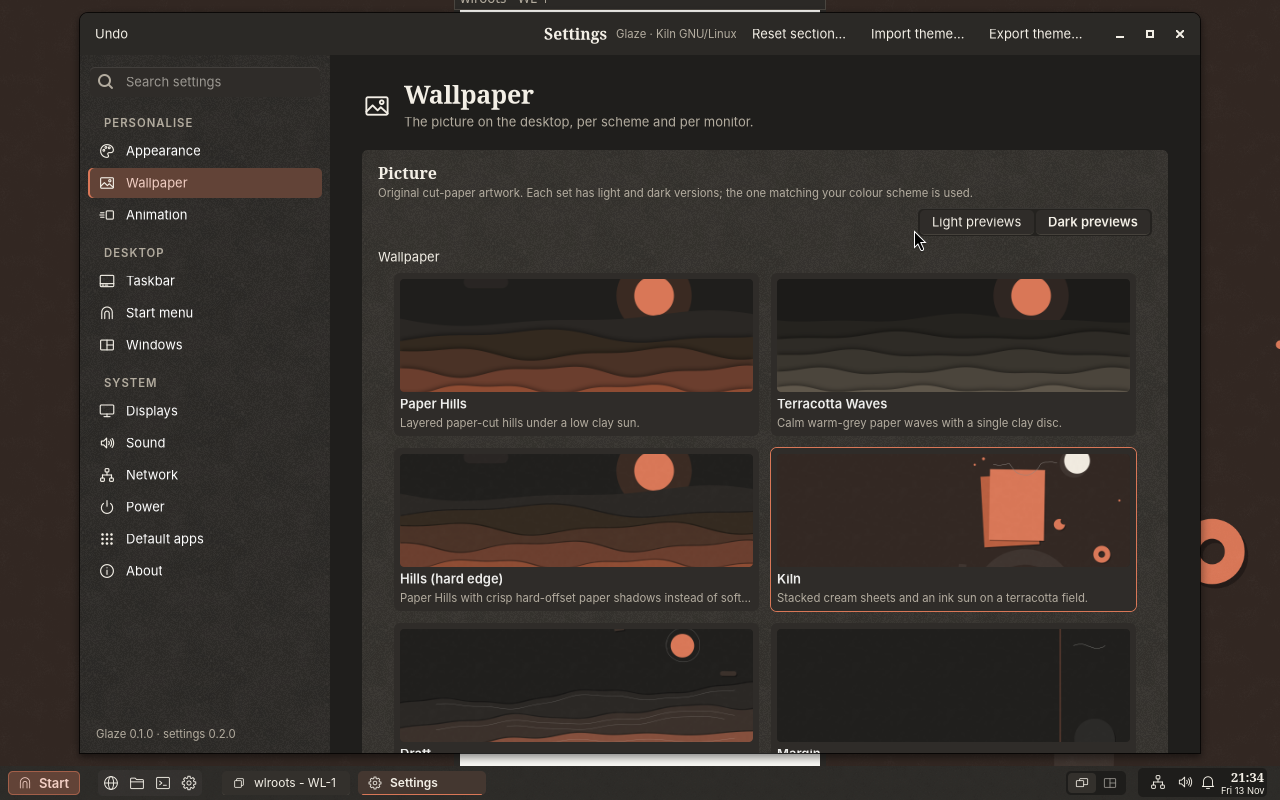 wlroots - WL-1
Undo
Settings Glaze · Kiln GNU/Linux
Reset section... Import theme... Export theme...
Search settings
PERSONALISE
Appearance
Wallpaper
Animation
DESKTOP
Taskbar
Start menu
Windows
SYSTEM
Displays
Sound
Network
Power
Default apps
About
Glaze 0.1.0 · settings 0.2.0
Wallpaper
The picture on the desktop, per scheme and per monitor.
Picture
Original cut-paper artwork. Each set has light and dark versions; the one matching your colour scheme is used.
Light previews Dark previews
Wallpaper
Paper Hills
Layered paper-cut hills under a low clay sun.
Terracotta Waves
Calm warm-grey paper waves with a single clay disc.
Hills (hard edge)
Paper Hills with crisp hard-offset paper shadows instead of soft...
Kiln
Stacked cream sheets and an ink sun on a terracotta field.
Draft
Margin
Start
wlroots - WL-1
Settings
21:34
Fri 13 Nov